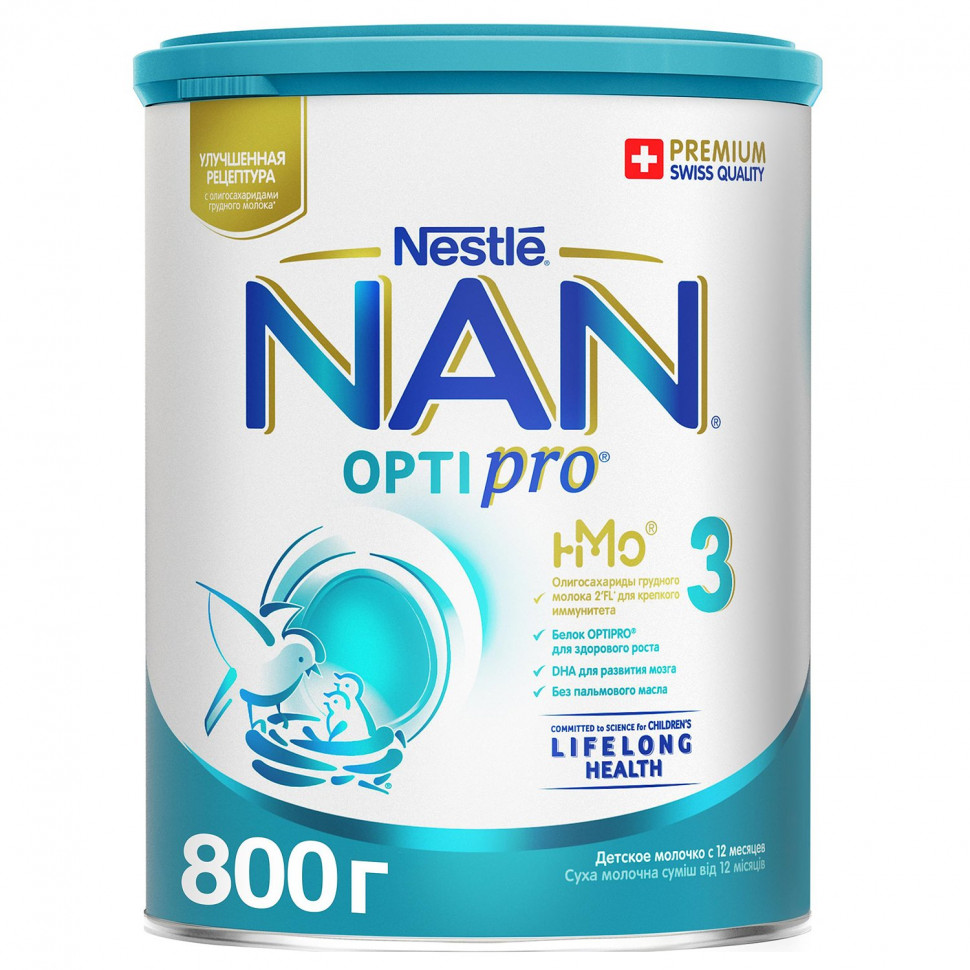 УЛУЧШЕННАЯ
РЕЦЕПТУРА
с олигосахаридами
грудного молока*
PREMIUM
SWISS QUALITY
Nestlé®
NAN®
OPTIpro®
HMO®
3
Олигосахариды грудного
молока 2'FL* для крепкого
иммунитета
Белок OPTIPRO®
для здорового роста
DHA для развития мозга
Без пальмового масла
COMMITTED to SCIENCE for CHILDREN'S
LIFELONG
HEALTH
800г
Детское молочко с 12 месяцев
Суха молочна суміш від 12 місяців